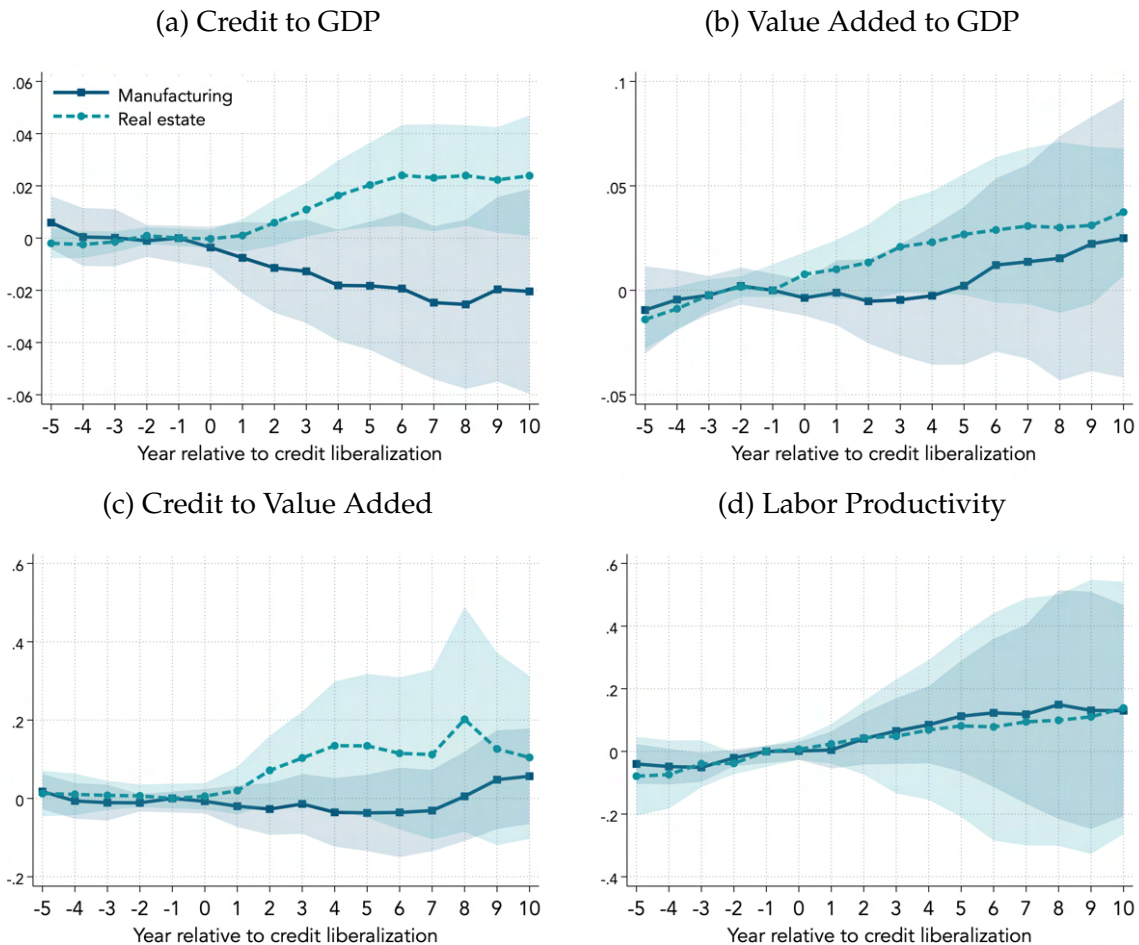 (a) Credit to GDP
.06
.04
.02
0
-.02
-.04
-.06
Manufacturing
Real estate
-5 -4 -3 -2 -1 0 1 2 3 4 5 6 7 8 9 10
Year relative to credit liberalization
(b) Value Added to GDP
.1
.05
0
-.05
-5 -4 -3 -2 -1 0 1 2 3 4 5 6 7 8 9 10
Year relative to credit liberalization
(c) Credit to Value Added
.6
.4
.2
0
-.2
-5 -4 -3 -2 -1 0 1 2 3 4 5 6 7 8 9 10
Year relative to credit liberalization
(d) Labor Productivity
.6
.4
.2
0
-.2
-.4
-5 -4 -3 -2 -1 0 1 2 3 4 5 6 7 8 9 10
Year relative to credit liberalization